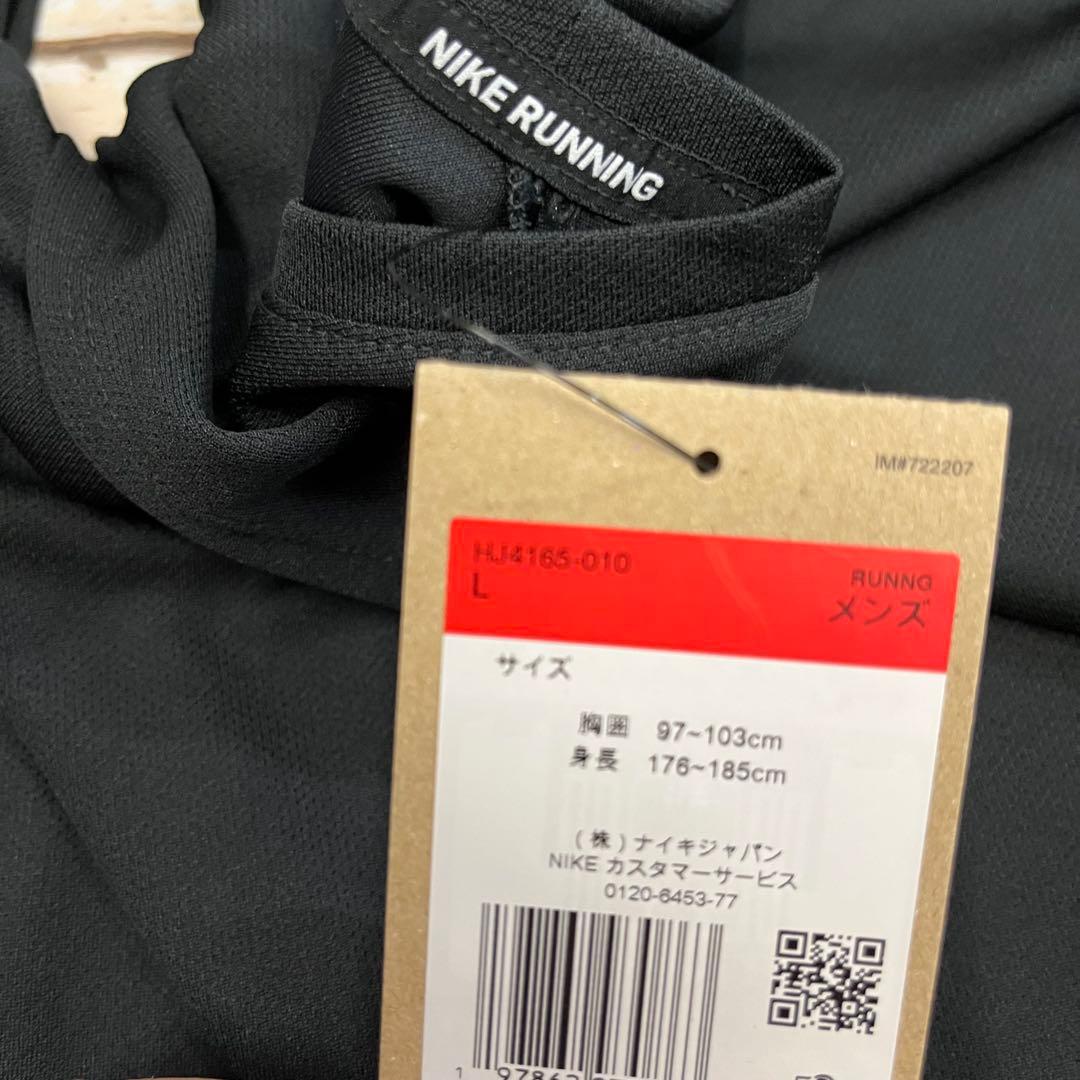 NIKE RUNNING
IM#722207
HJ4165-010
L
RUNNG
メンズ
サイズ
胸囲 97~103cm
身長 176~185cm
(株)ナイキジャパン
NIKE カスタマーサービス
0120-6453-77
1